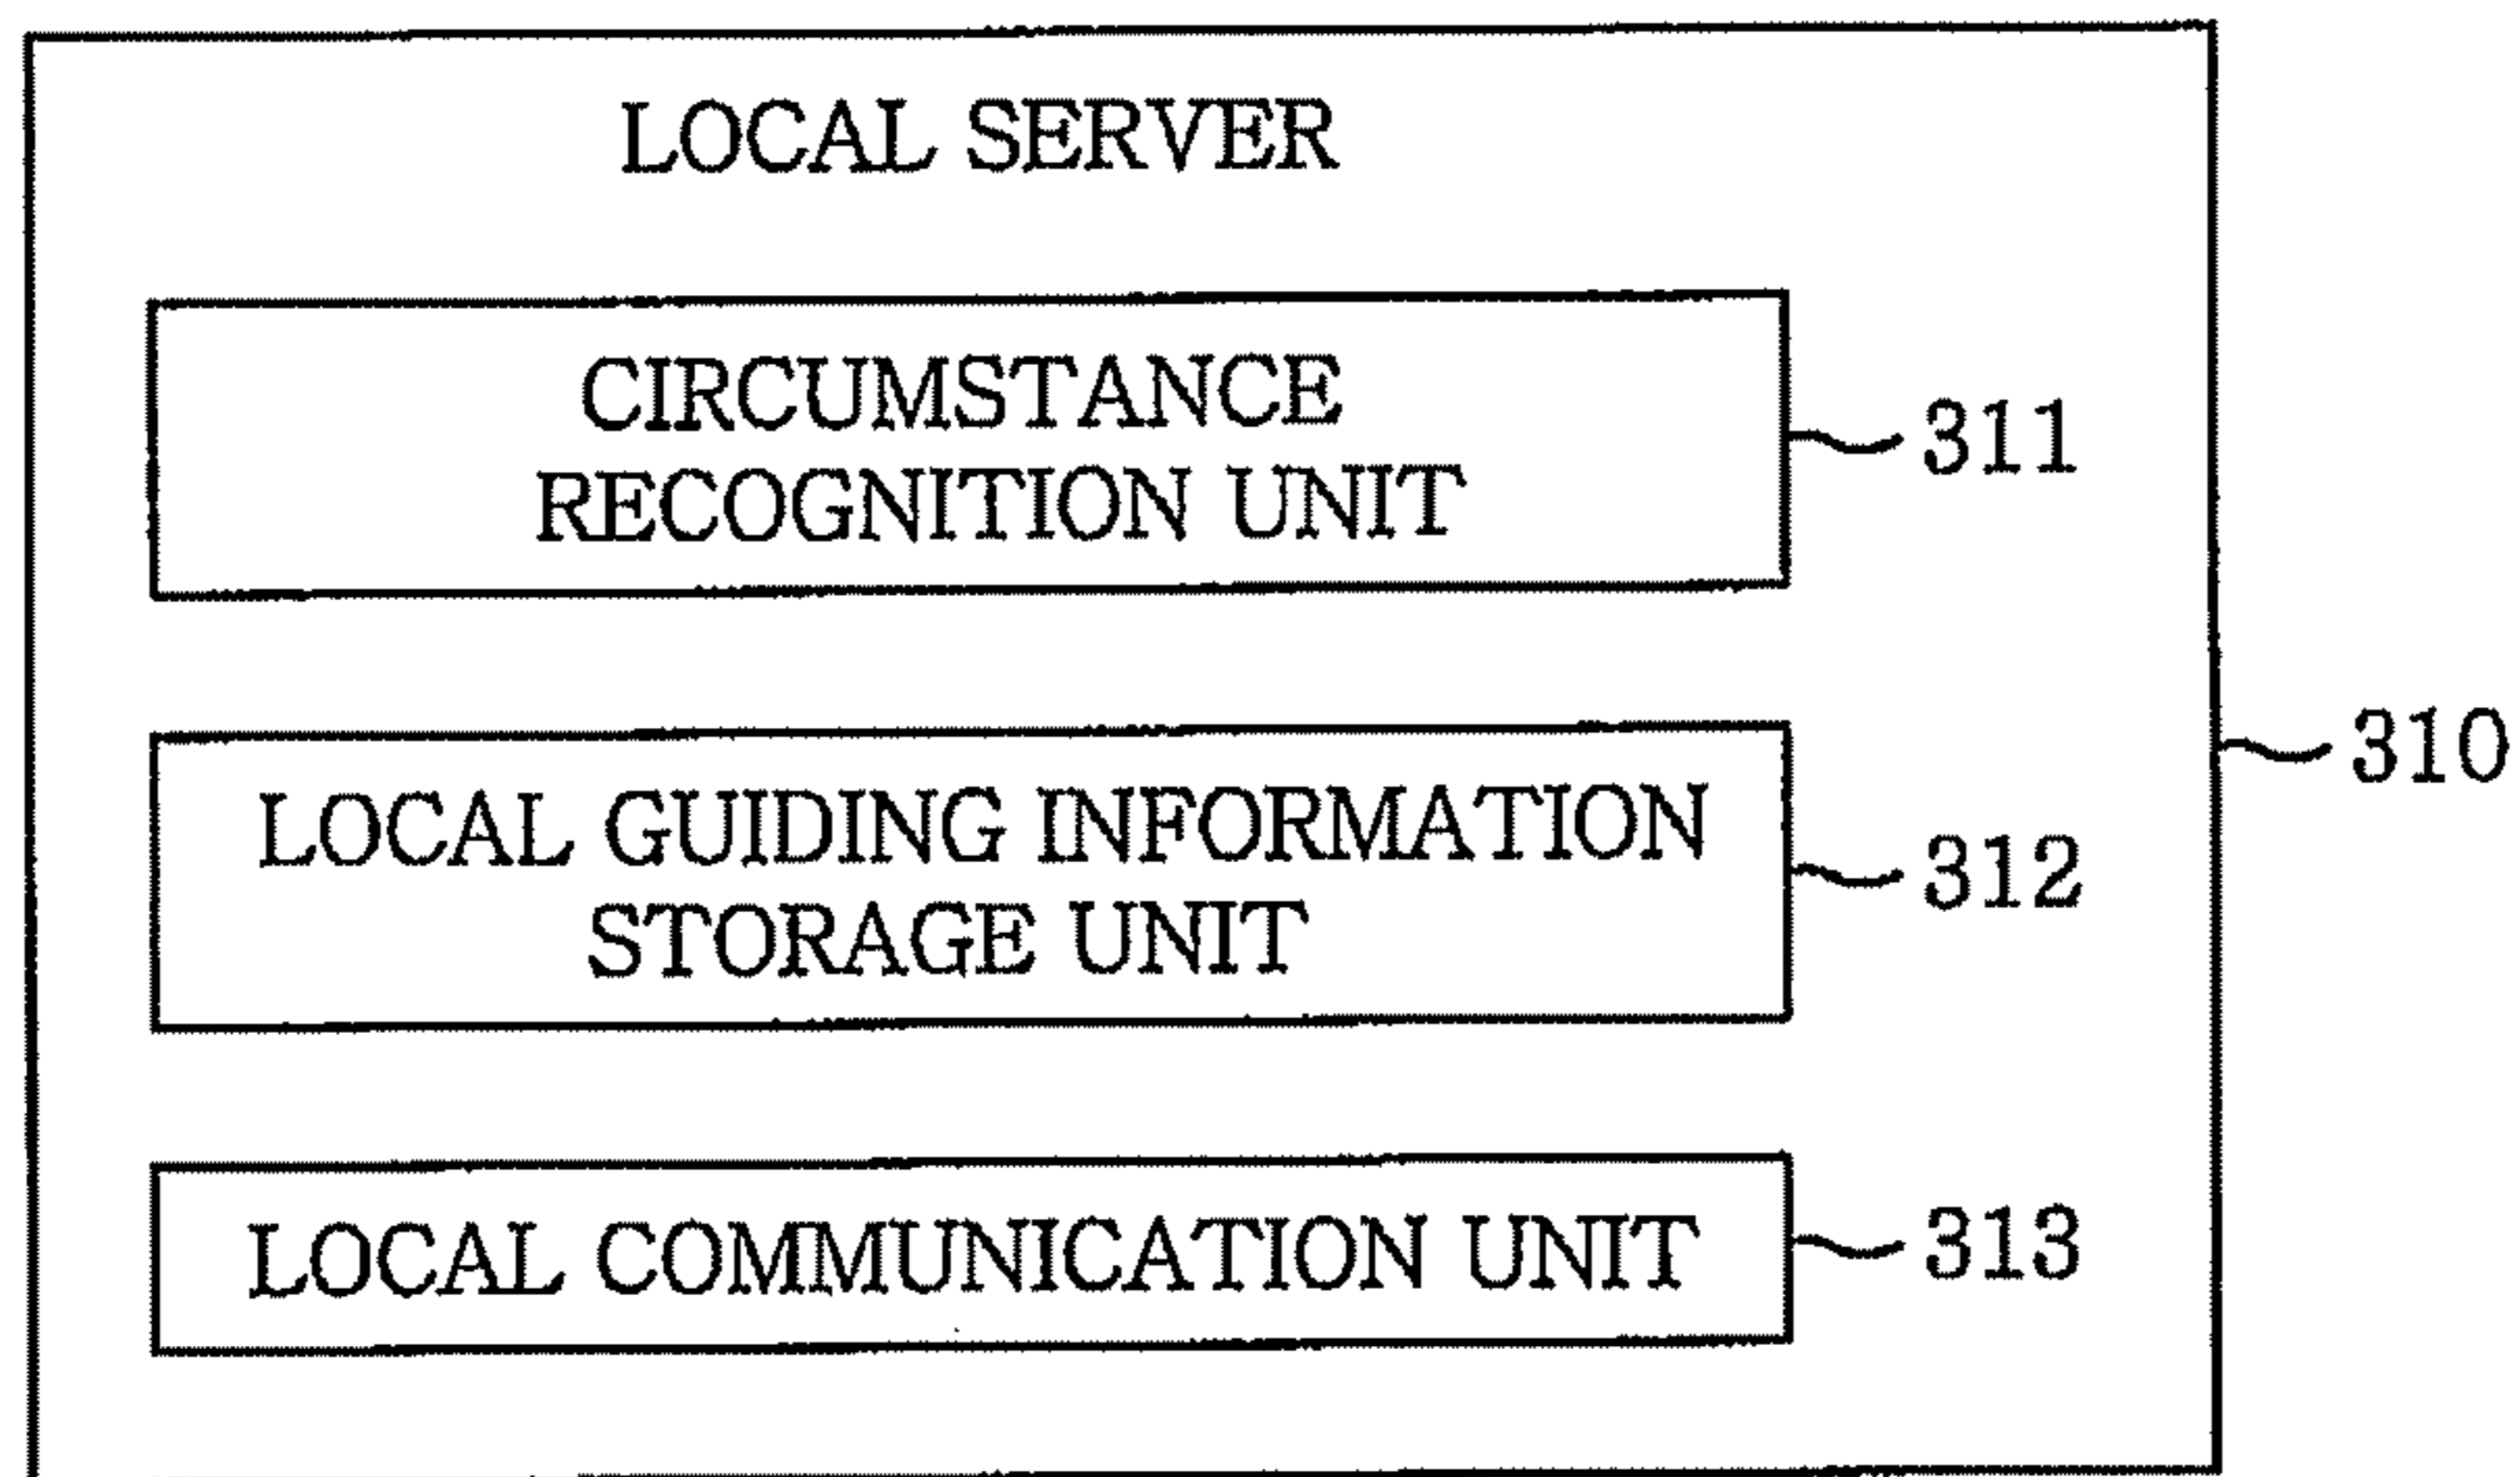 LOCAL SERVER
CIRCUMSTANCE
RECOGNITION UNIT
311
310
LOCAL GUIDING INFORMATION
STORAGE UNIT
312
LOCAL COMMUNICATION UNIT
313